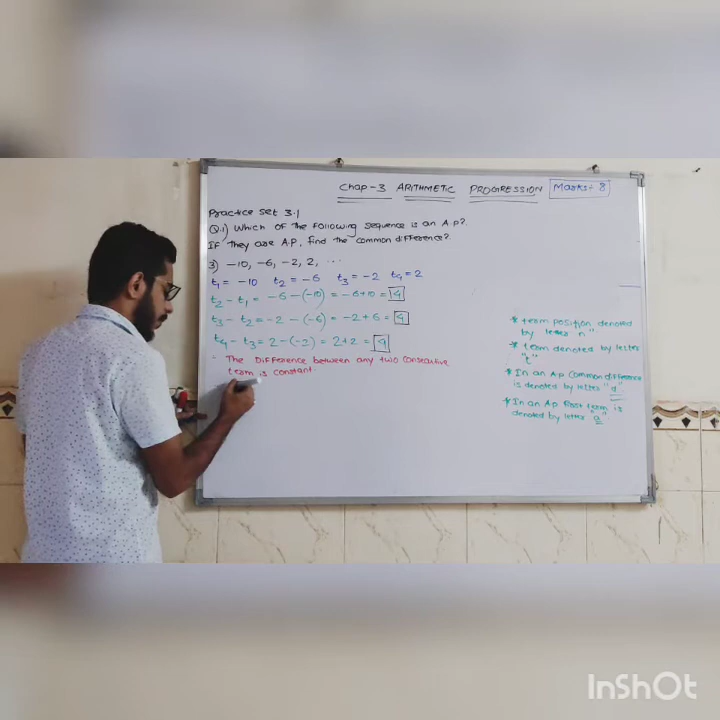 Chap-3 ARITHMETIC PROGRESSION Marks:- 8
Practice Set 3.1
Q.1) Which of the Following sequence is an A.P?
If they are A.P, find the common difference?
3) -10, -6, -2, 2, ...
t₁ = -10 t₂ = -6 t₃ = -2 t₄ = 2
t₂ - t₁ = -6 - (-10) = -6 + 10 = 4
t₃ - t₂ = -2 - (-6) = -2 + 6 = 4
t₄ - t₃ = 2 - (-2) = 2 + 2 = 4
The Difference between any two consecutive
term is constant.
* term position denoted
by letter "n"
* term denoted by letter
"t"
* In an A.p common difference
is denoted by letter "d"
* In an A.p first term is
denoted by letter "a"
InShOt